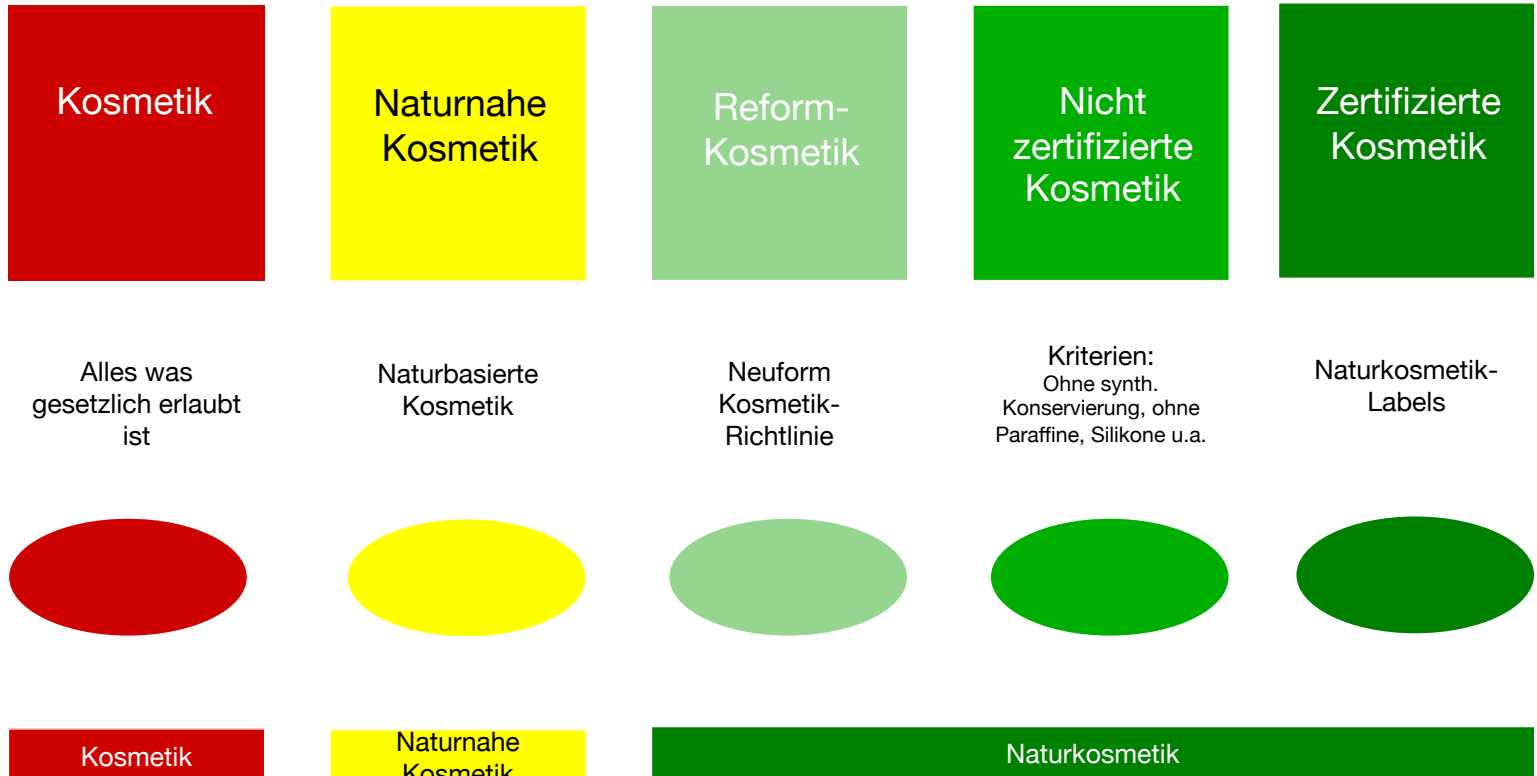 Kosmetik
Naturnahe
Kosmetik
Reform-
Kosmetik
Nicht
zertifizierte
Kosmetik
Zertifizierte
Kosmetik
Alles was
gesetzlich erlaubt
ist
Naturbasierte
Kosmetik
Neuform
Kosmetik-
Richtlinie
Kriterien:
Ohne synth.
Konservierung, ohne
Paraffine, Silikone u.a.
Naturkosmetik-
Labels
Kosmetik
Naturnahe
Kosmetik
Naturkosmetik